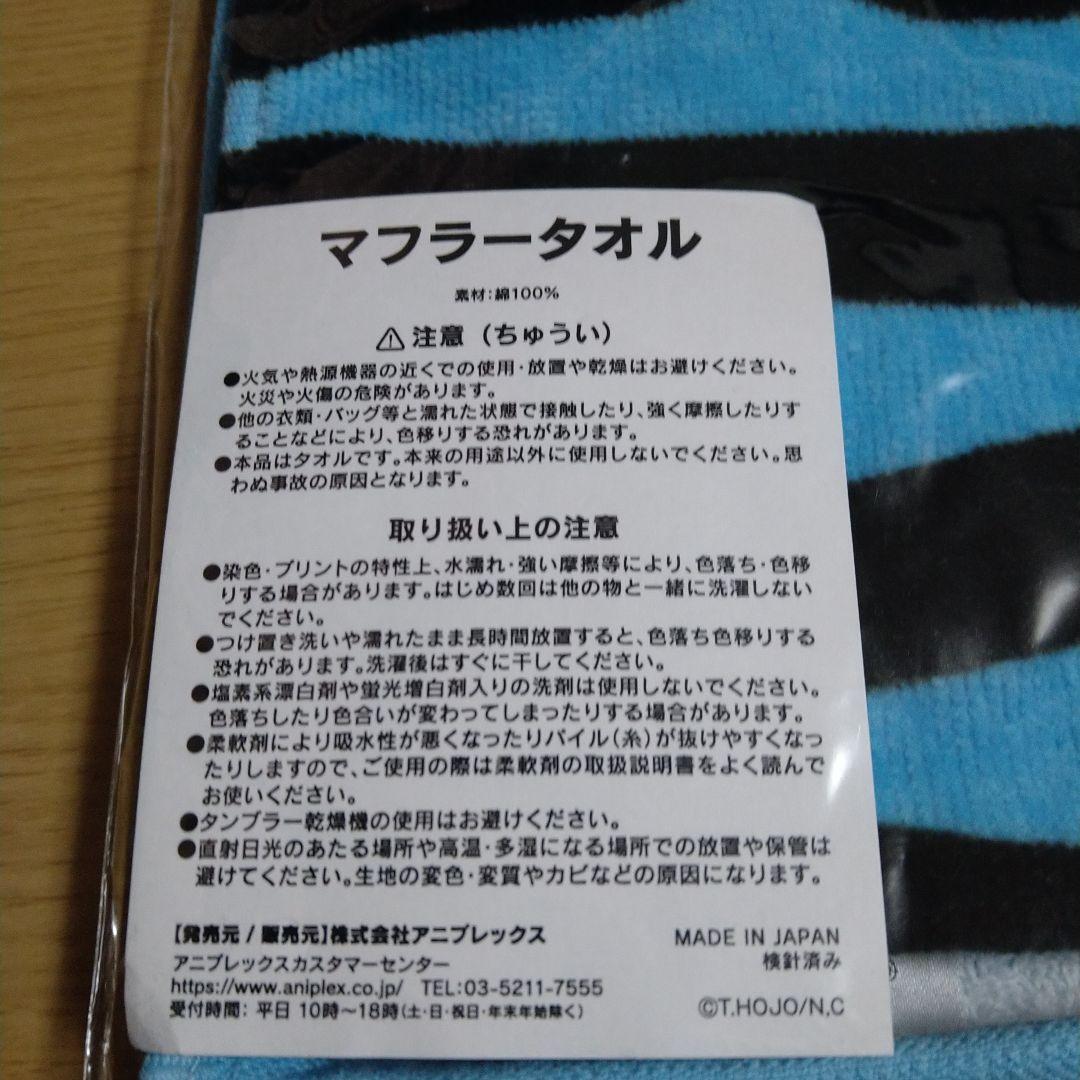 マフラータオル
素材:綿100%
⚠注意(ちゅうい)
●火気や熱源機器の近くでの使用・放置や乾燥はお避けください。
火災や火傷の危険があります。
●他の衣類・バッグ等と濡れた状態で接触したり、強く摩擦したりす
ることなどにより、色移りする恐れがあります。
●本品はタオルです。本来の用途以外に使用しないでください。思
わぬ事故の原因となります。
取り扱い上の注意
●染色・プリントの特性上、水濡れ・強い摩擦等により、色落ち・色移
りする場合があります。はじめ数回は他の物と一緒に洗濯しない
でください。
●つけ置き洗いや濡れたまま長時間放置すると、色落ち色移りする
恐れがあります。洗濯後はすぐに干してください。
●塩素系漂白剤や蛍光増白剤入りの洗剤は使用しないでください。
色落ちしたり色合いが変わってしまったりする場合があります。
●柔軟剤により吸水性が悪くなったりパイル(糸)が抜けやすくなっ
たりしますので、ご使用の際は柔軟剤の取扱説明書をよく読んで
お使いください。
●タンブラー乾燥機の使用はお避けください。
●直射日光のあたる場所や高温・多湿になる場所での放置や保管は
避けてください。生地の変色・変質やカビなどの原因になります。
【発売元/販売元】株式会社アニプレックス
アニプレックスカスタマーセンター
https://www.aniplex.co.jp/ TEL:03-5211-7555
受付時間:平日 10時~18時(土・日・祝日・年末年始除く)
MADE IN JAPAN
検針済み
©T.HOJO/N,C